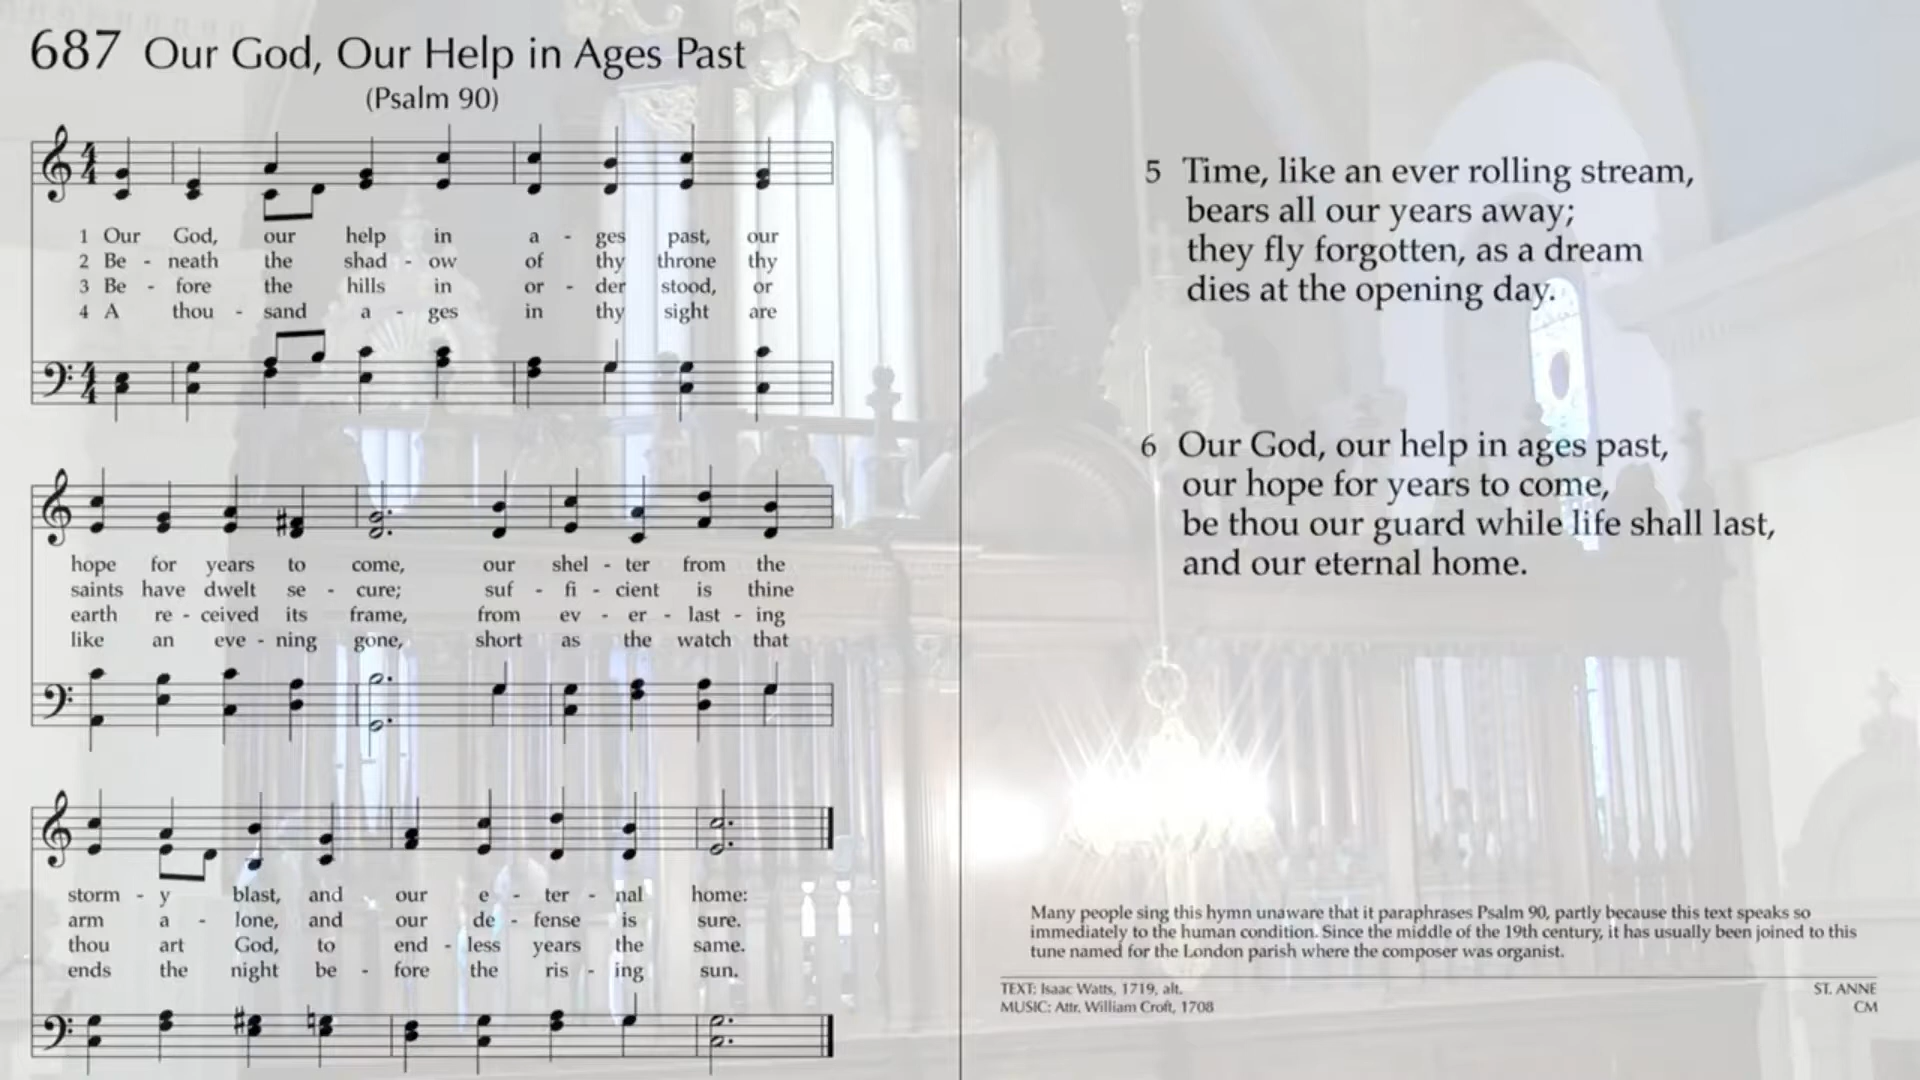 687 Our God, Our Help in Ages Past
(Psalm 90)
1 Our God, our help in a - ges past, our
2 Be - neath the shad - ow of thy throne thy
3 Be - fore the hills in or - der stood, or
4 A thou - sand a - ges in thy sight are
hope for years to come, our shel - ter from the
saints have dwelt se - cure; suf - fi - cient is thine
earth re - ceived its frame, from ev - er - last - ing
like an eve - ning gone, short as the watch that
storm - y blast, and our e - ter - nal home:
arm a - lone, and our de - fense is sure.
thou art God, to end - less years the same.
ends the night be - fore the ris - ing sun.
5 Time, like an ever rolling stream,
bears all our years away;
they fly forgotten, as a dream
dies at the opening day.
6 Our God, our help in ages past,
our hope for years to come,
be thou our guard while life shall last,
and our eternal home.
Many people sing this hymn unaware that it paraphrases Psalm 90, partly because this text speaks so
immediately to the human condition. Since the middle of the 19th century, it has usually been joined to this
tune named for the London parish where the composer was organist.
TEXT: Isaac Watts, 1719, alt.
MUSIC: Attr. William Croft, 1708
ST. ANNE
CM